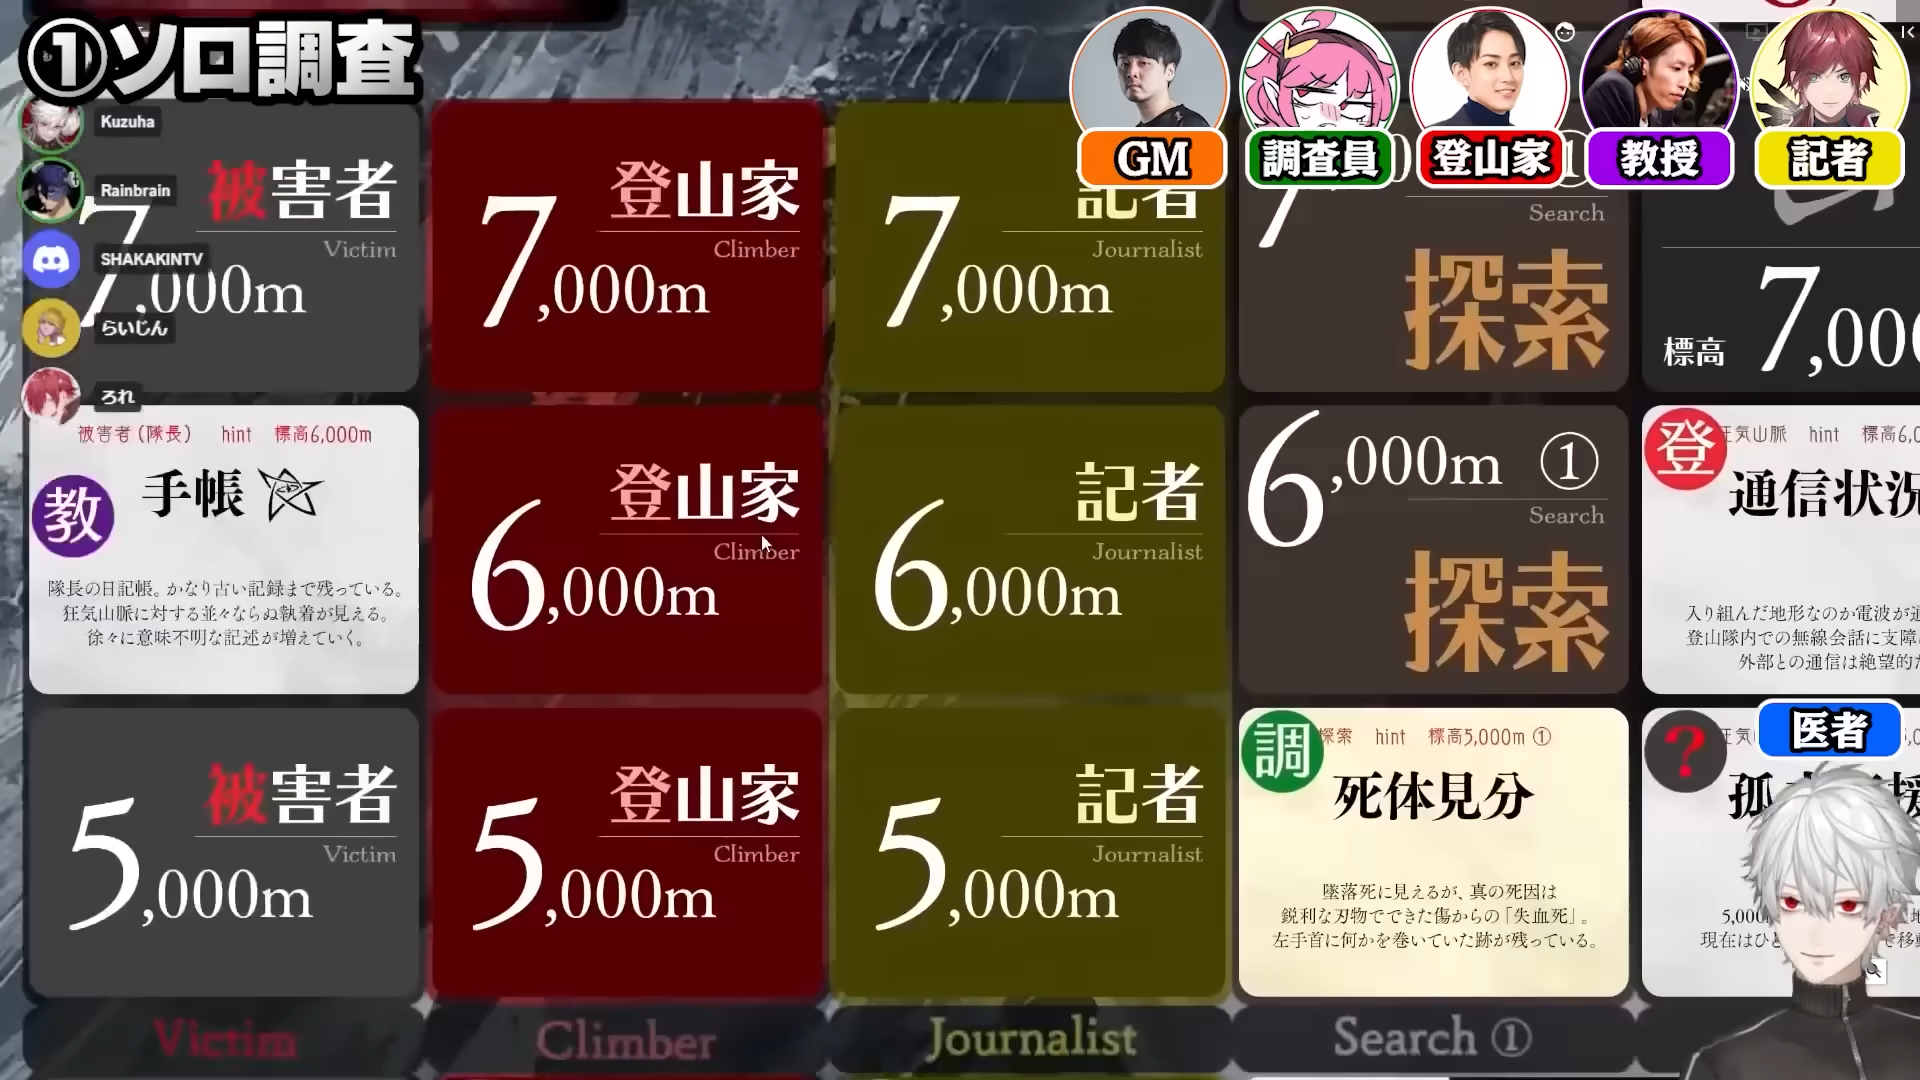 ①ソロ調査
GM
調査員
登山家
教授
記者
Kuzuha
Rainbrain
SHAKAKINTV
らいじん
ろれ
被害者
Victim
7,000m
登山家
Climber
7,000m
記者
Journalist
7,000m
Search
探索
標高
被害者(隊長) hint 標高6,000m
教
手帳
隊長の日記帳。かなり古い記録まで残っている。
狂気山脈に対する並々ならぬ執着が見える。
徐々に意味不明な記述が増えていく。
登山家
Climber
6,000m
記者
Journalist
6,000m
6,000m ①
Search
探索
登
狂気山脈 hint
通信状況
入り組んだ地形なのか電波が
登山隊内での無線会話に支障
外部との通信は絶望的
被害者
Victim
5,000m
登山家
Climber
5,000m
記者
Journalist
5,000m
調
探索 hint 標高5,000m ①
死体見分
墜落死に見えるが、真の死因は
鋭利な刃物でできた傷からの「失血死」。
左手首に何かを巻いていた跡が残っている。
?
医者
現在はひ
Victim
Climber
Journalist
Search ①